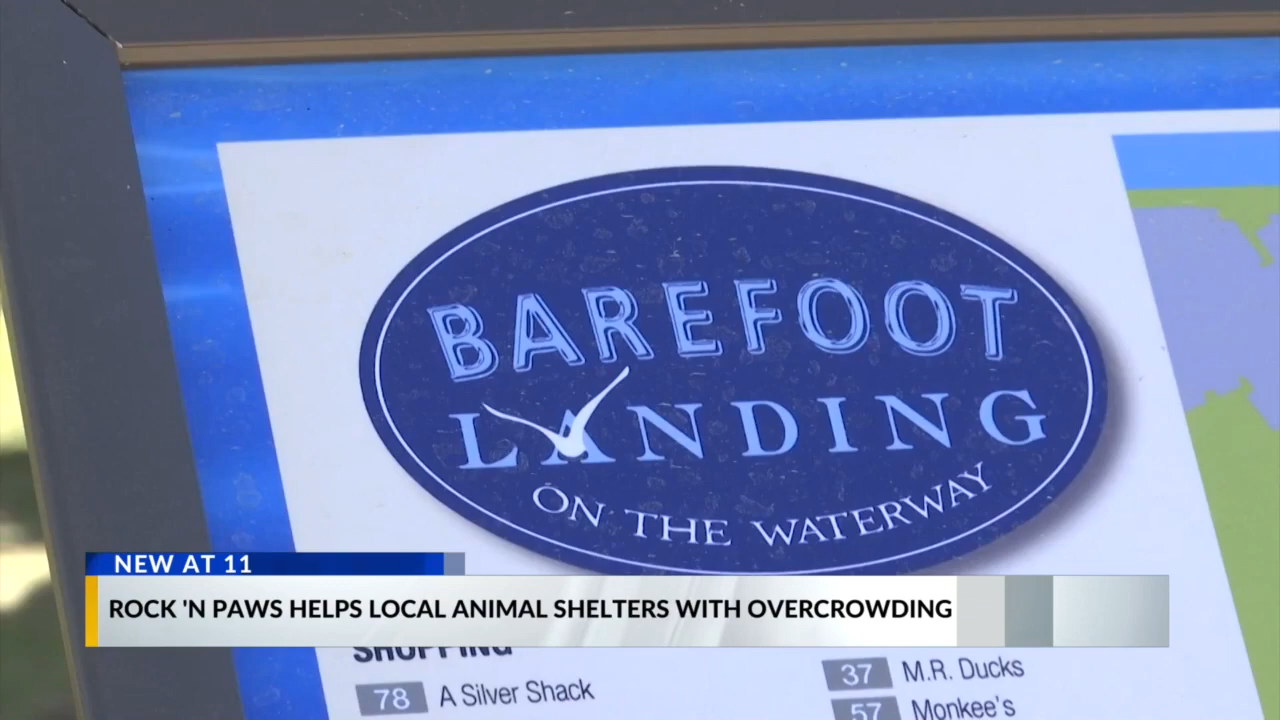 BAREFOOT
LANDING
ON THE WATERWAY
NEW AT 11
ROCK 'N PAWS HELPS LOCAL ANIMAL SHELTERS WITH OVERCROWDING
SHOPPING
78 A Silver Shack
37 M.R. Ducks
57 Monkee's